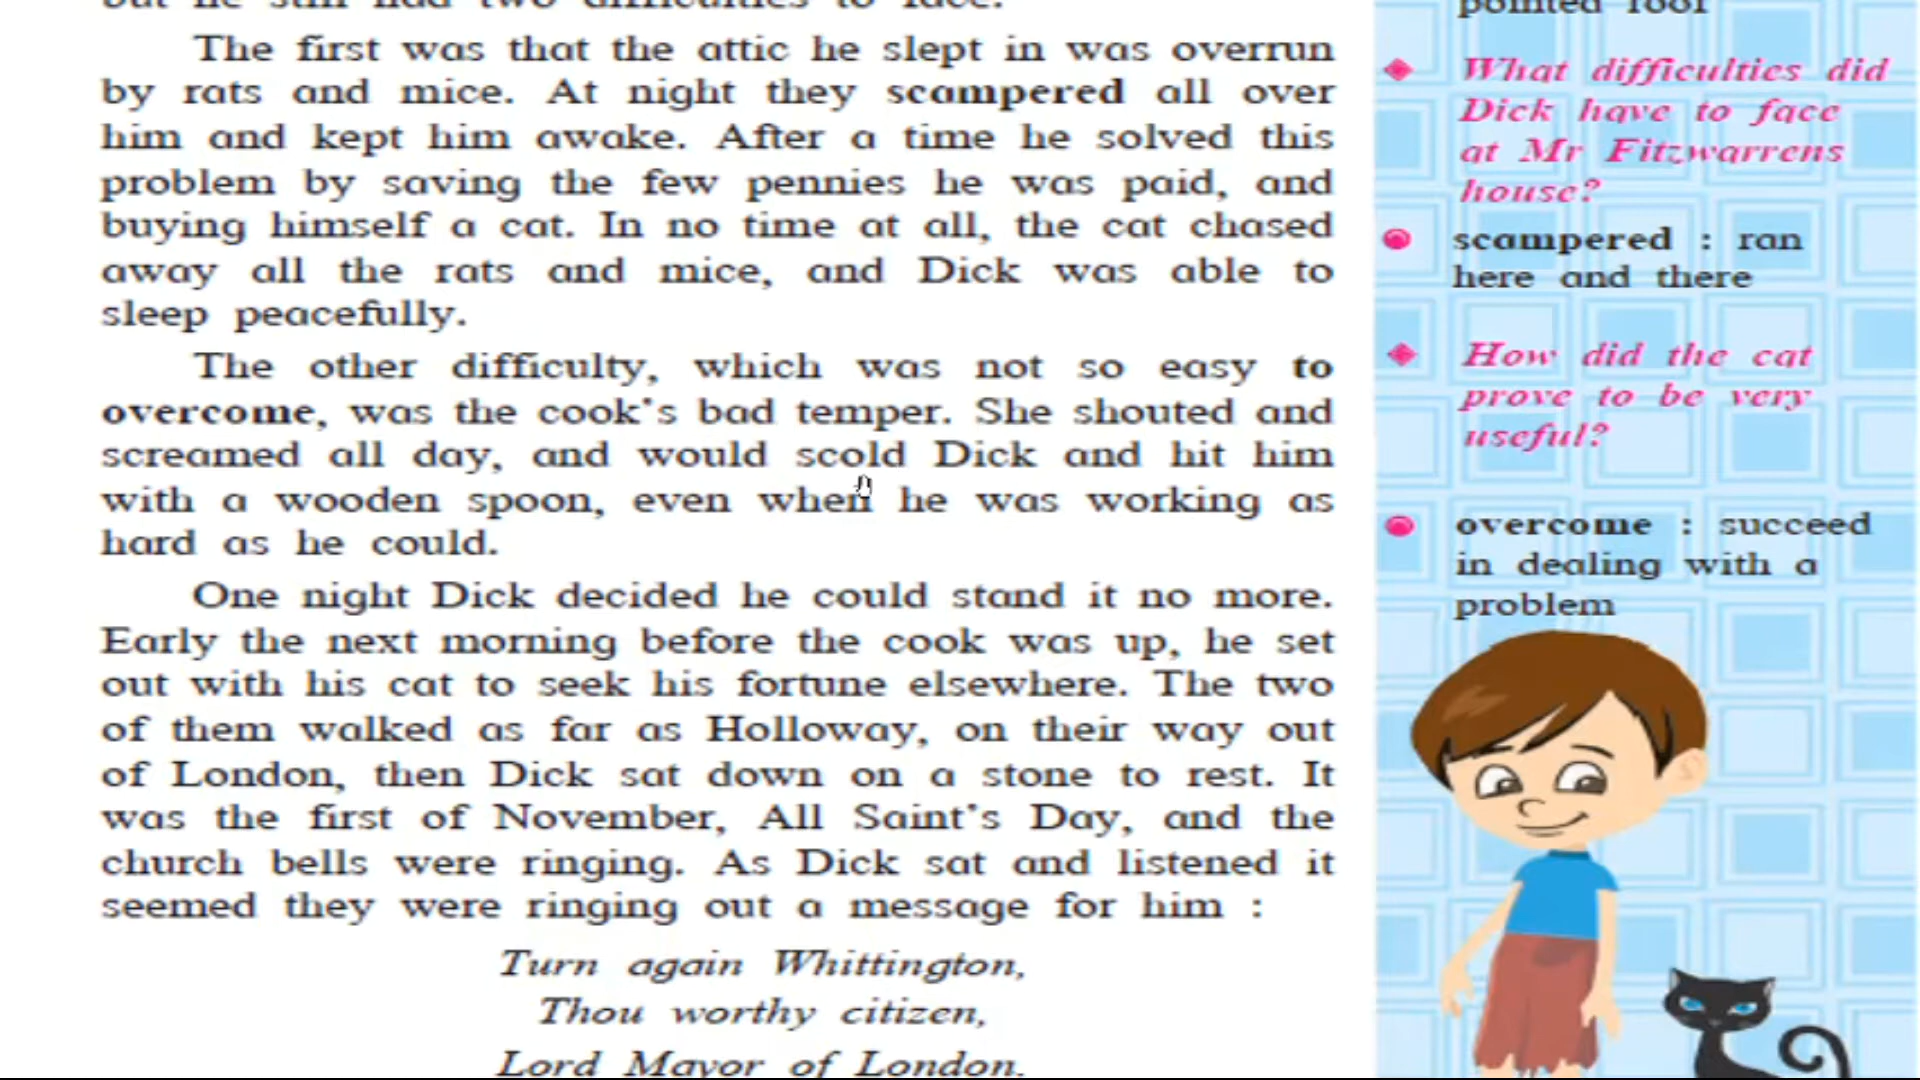 but he still had two difficulties to face.
The first was that the attic he slept in was overrun
by rats and mice. At night they scampered all over
him and kept him awake. After a time he solved this
problem by saving the few pennies he was paid, and
buying himself a cat. In no time at all, the cat chased
away all the rats and mice, and Dick was able to
sleep peacefully.
The other difficulty, which was not so easy to
overcome, was the cook's bad temper. She shouted and
screamed all day, and would scold Dick and hit him
with a wooden spoon, even when he was working as
hard as he could.
One night Dick decided he could stand it no more.
Early the next morning before the cook was up, he set
out with his cat to seek his fortune elsewhere. The two
of them walked as far as Holloway, on their way out
of London, then Dick sat down on a stone to rest. It
was the first of November, All Saint's Day, and the
church bells were ringing. As Dick sat and listened it
seemed they were ringing out a message for him :
Turn again Whittington,
Thou worthy citizen,
Lord Mayor of London.
pointed roof
What difficulties did
Dick have to face
at Mr Fitzwarrens
house?
scampered : ran
here and there
How did the cat
prove to be very
useful?
overcome : succeed
in dealing with a
problem